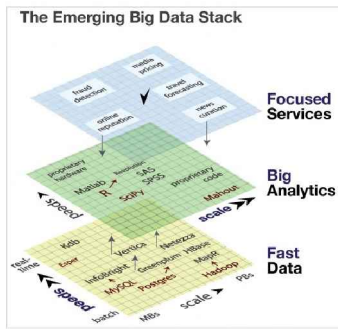 The Emerging Big Data Stack
media
pricing
fraud
detection
travel
forecasting
online
reputation
news
curation
Focused
Services
proprietary
hardware
Matlab
Revolution
R
SAS
SPSS
SciPy
proprietary
code
Mahout
speed
scale
Big
Analytics
Kdb
Esper
Vertica
Netezza
InfoBright
Greenplum
HBase
MySQL
Postgres
MapR
Hadoop
real-
time
speed
batch
MBs
scale
PBs
Fast
Data